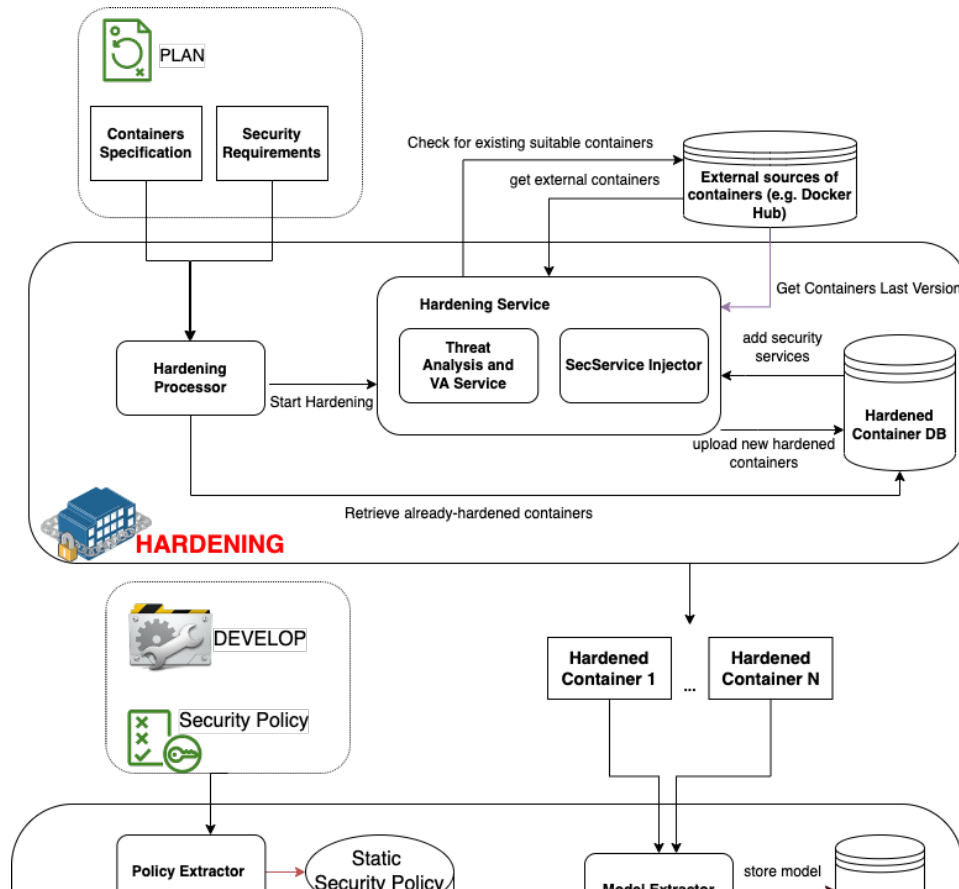 PLAN
Containers
Specification
Security
Requirements
Check for existing suitable containers
get external containers
External sources of
containers (e.g. Docker
Hub)
Get Containers Last Version
Hardening Service
Threat
Analysis and
VA Service
SecService Injector
add security
services
Hardening
Processor
Start Hardening
Hardened
Container DB
upload new hardened
containers
Retrieve already-hardened containers
HARDENING
DEVELOP
Security Policy
Hardened
Container 1
...
Hardened
Container N
Policy Extractor
Static
Security Policy
Model Extractor
store model